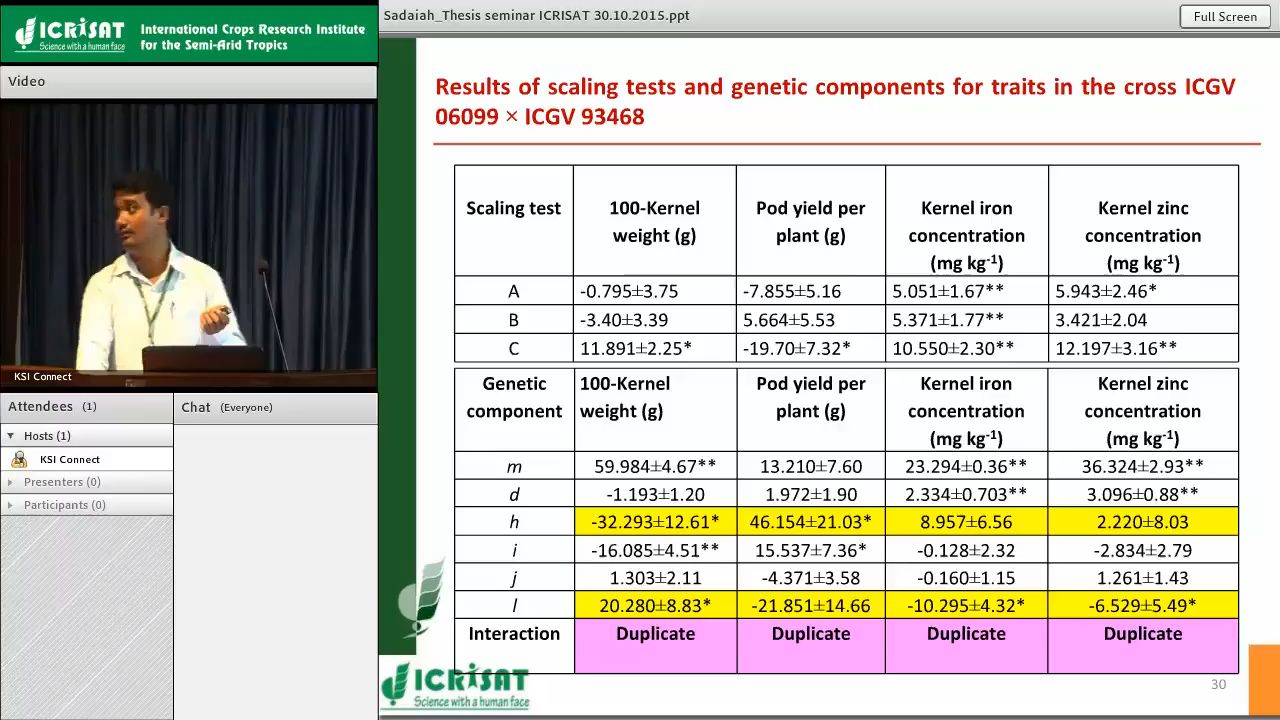 ICRISAT
Science with a human face
International Crops Research Institute
for the Semi-Arid Tropics
Sadaiah_Thesis seminar ICRISAT 30.10.2015.ppt
Full Screen
Video
KSI Connect
Attendees (1)
Hosts (1)
KSI Connect
Presenters (0)
Participants (0)
Chat (Everyone)
Results of scaling tests and genetic components for traits in the cross ICGV
06099 × ICGV 93468
Scaling test 100-Kernel weight (g) Pod yield per plant (g) Kernel iron concentration (mg kg-1) Kernel zinc concentration (mg kg-1)
A -0.795±3.75 -7.855±5.16 5.051±1.67** 5.943±2.46*
B -3.40±3.39 5.664±5.53 5.371±1.77** 3.421±2.04
C 11.891±2.25* -19.70±7.32* 10.550±2.30** 12.197±3.16**
Genetic component 100-Kernel weight (g) Pod yield per plant (g) Kernel iron concentration (mg kg-1) Kernel zinc concentration (mg kg-1)
m 59.984±4.67** 13.210±7.60 23.294±0.36** 36.324±2.93**
d -1.193±1.20 1.972±1.90 2.334±0.703** 3.096±0.88**
h -32.293±12.61* 46.154±21.03* 8.957±6.56 2.220±8.03
i -16.085±4.51** 15.537±7.36* -0.128±2.32 -2.834±2.79
j 1.303±2.11 -4.371±3.58 -0.160±1.15 1.261±1.43
l 20.280±8.83* -21.851±14.66 -10.295±4.32* -6.529±5.49*
Interaction Duplicate Duplicate Duplicate Duplicate
ICRISAT
Science with a human face
30